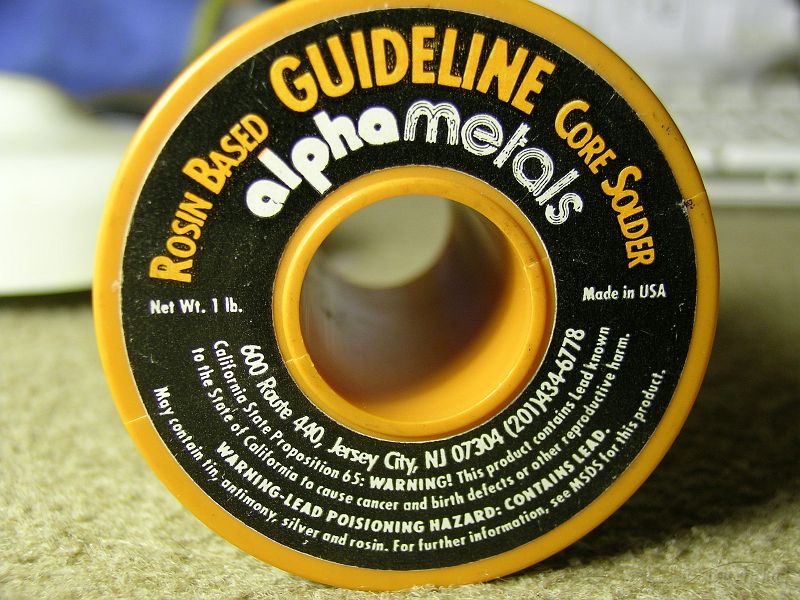 GUIDELINE
ROSIN BASED CORE SOLDER
alphametals
Net Wt. 1 lb.
Made in USA
600 Route 440, Jersey City, NJ 07304 (201)434-6778
California State Proposition 65: WARNING! This product contains Lead known
to the State of California to cause cancer and birth defects or other reproductive harm.
WARNING-LEAD POISIONING HAZARD: CONTAINS LEAD.
May contain tin, antimony, silver and rosin. For further information, see MSDS for this product.